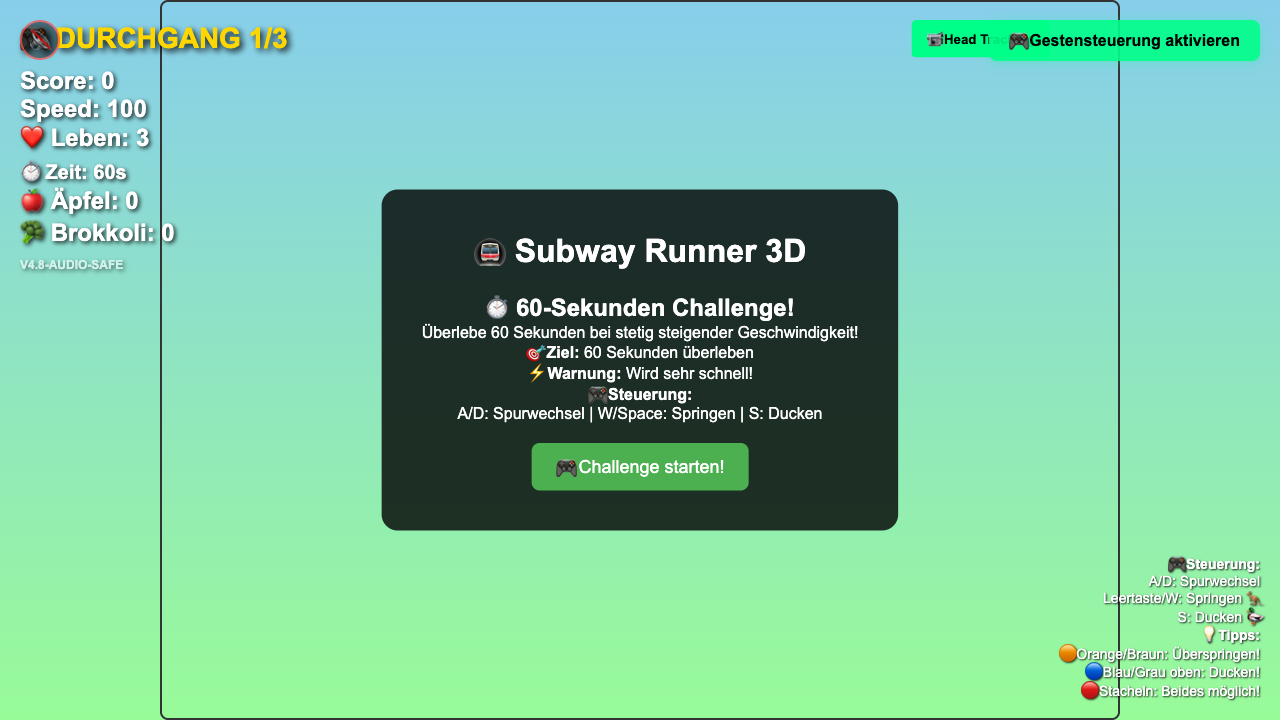 DURCHGANG 1/3
Score: 0
Speed: 100
❤️ Leben: 3
⏱️ Zeit: 60s
🍎 Äpfel: 0
🥦 Brokkoli: 0
V4.8-AUDIO-SAFE
📹Head
🎮Gestensteuerung aktivieren
🚇 Subway Runner 3D
⏱️ 60-Sekunden Challenge!
Überlebe 60 Sekunden bei stetig steigender Geschwindigkeit!
🎯Ziel: 60 Sekunden überleben
⚡Warnung: Wird sehr schnell!
🎮Steuerung:
A/D: Spurwechsel | W/Space: Springen | S: Ducken
🎮Challenge starten!
🎮Steuerung:
A/D: Spurwechsel
Leertaste/W: Springen 🦘
S: Ducken 🦆
💡Tipps:
🟠Orange/Braun: Überspringen!
🔵Blau/Grau oben: Ducken!
🔴Stacheln: Beides möglich!